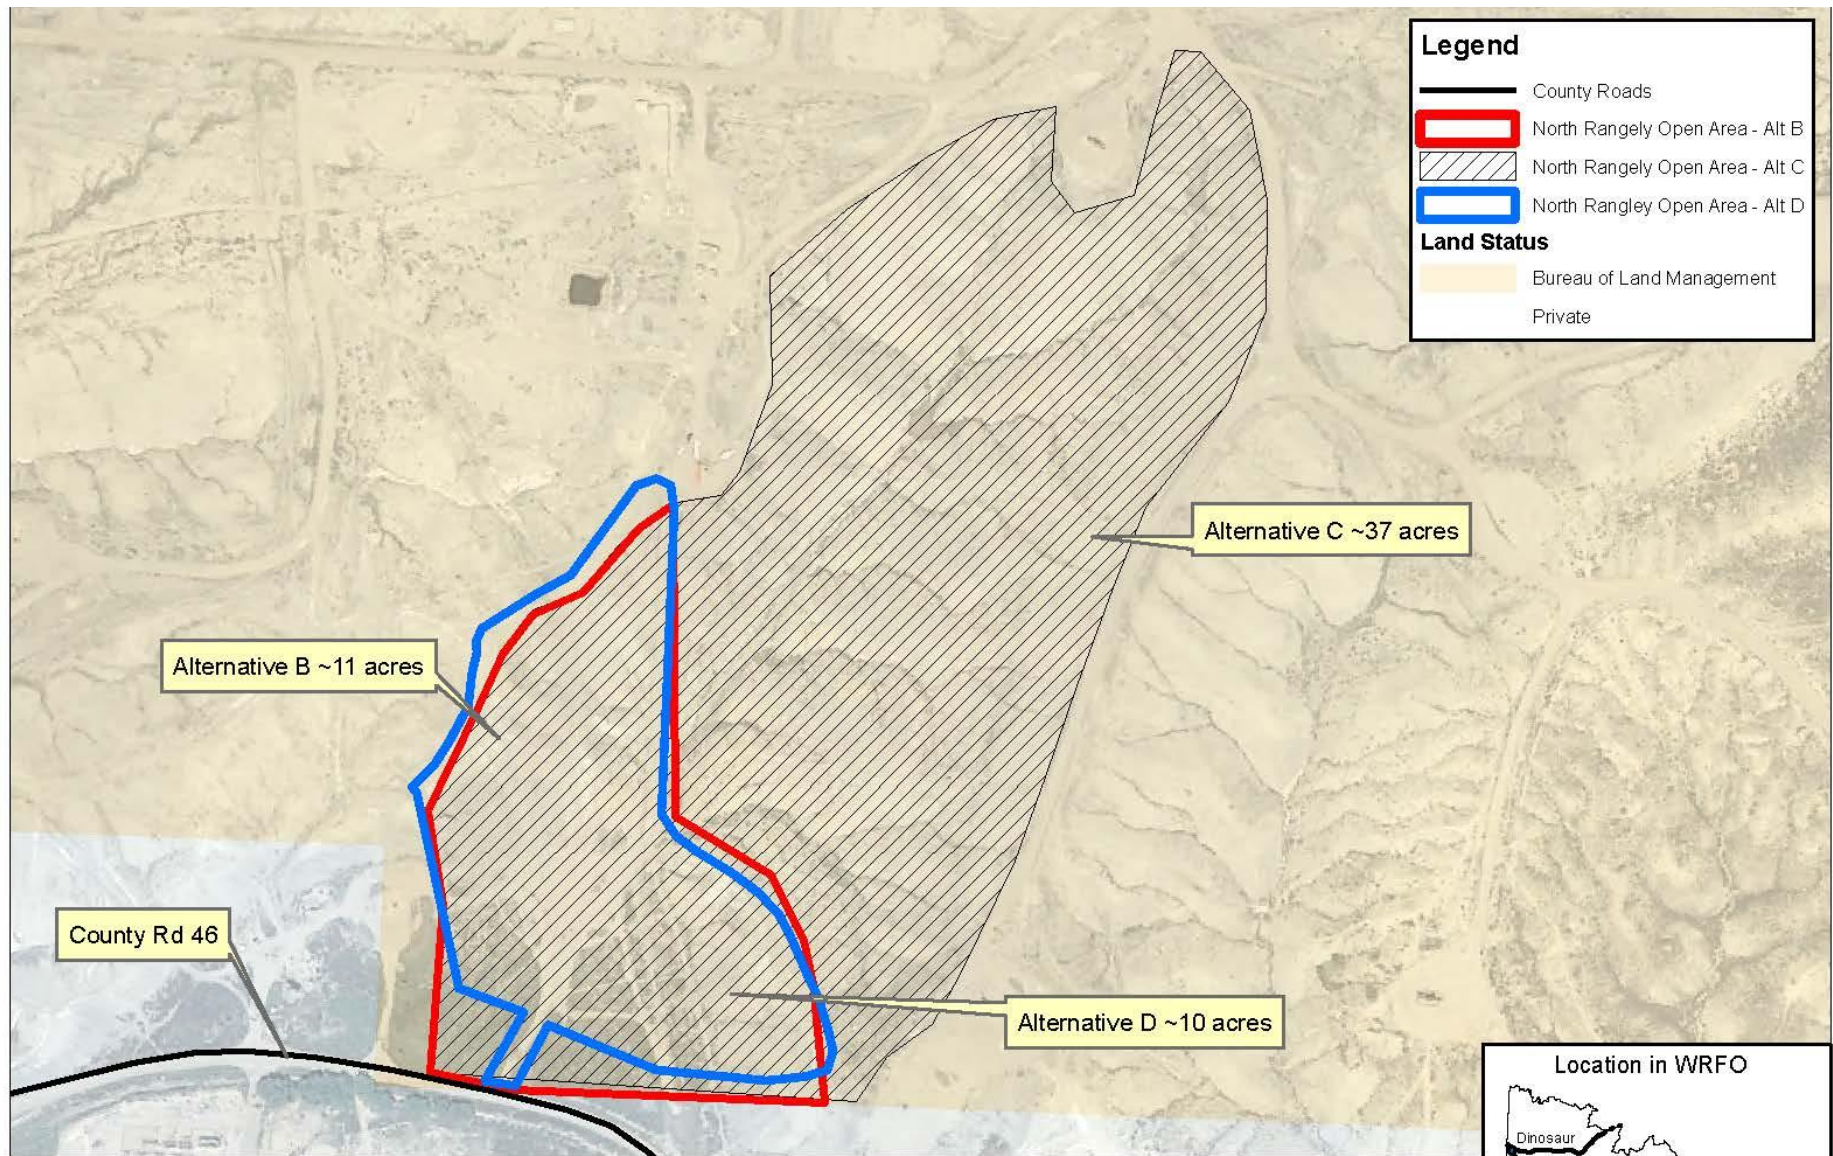 Legend
County Roads
North Rangely Open Area - Alt B
North Rangely Open Area - Alt C
North Rangley Open Area - Alt D
Land Status
Bureau of Land Management
Private
Alternative C ~37 acres
Alternative B ~11 acres
County Rd 46
Alternative D ~10 acres
Location in WRFO
Dinosaur